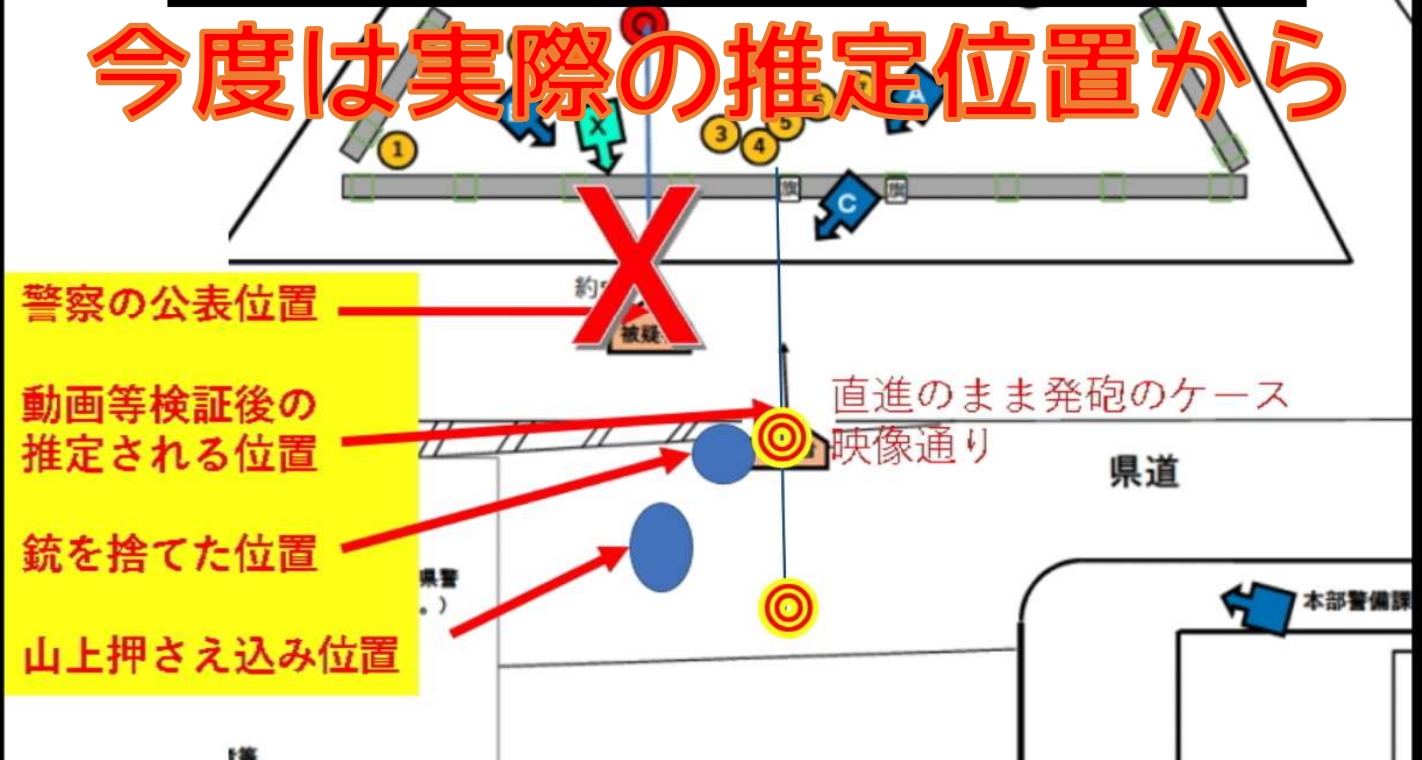 今度は実際の推定位置から
X
A
1
3
4
5
旗
旗
C
X
警察の公表位置
約
被疑
動画等検証後の
推定される位置
直進のまま発砲のケース
映像通り
県道
銃を捨てた位置
県警
。)
本部警備課
山上押さえ込み位置